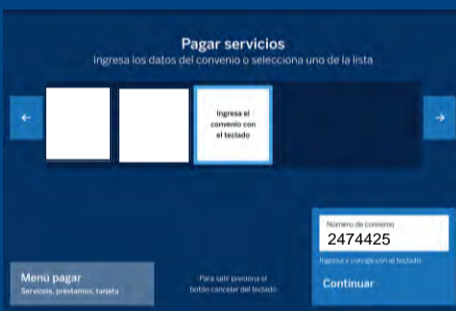 Pagar servicios
Ingresa los datos del convenio o selecciona uno de la lista
Ingresa el
convenio con
el teclado
Número de convenio
2474425
Ingresa y corrige con el teclado
Menú pagar
Servicios, préstamos, tarjeta
Para salir presiona el
botón cancelar del teclado
Continuar